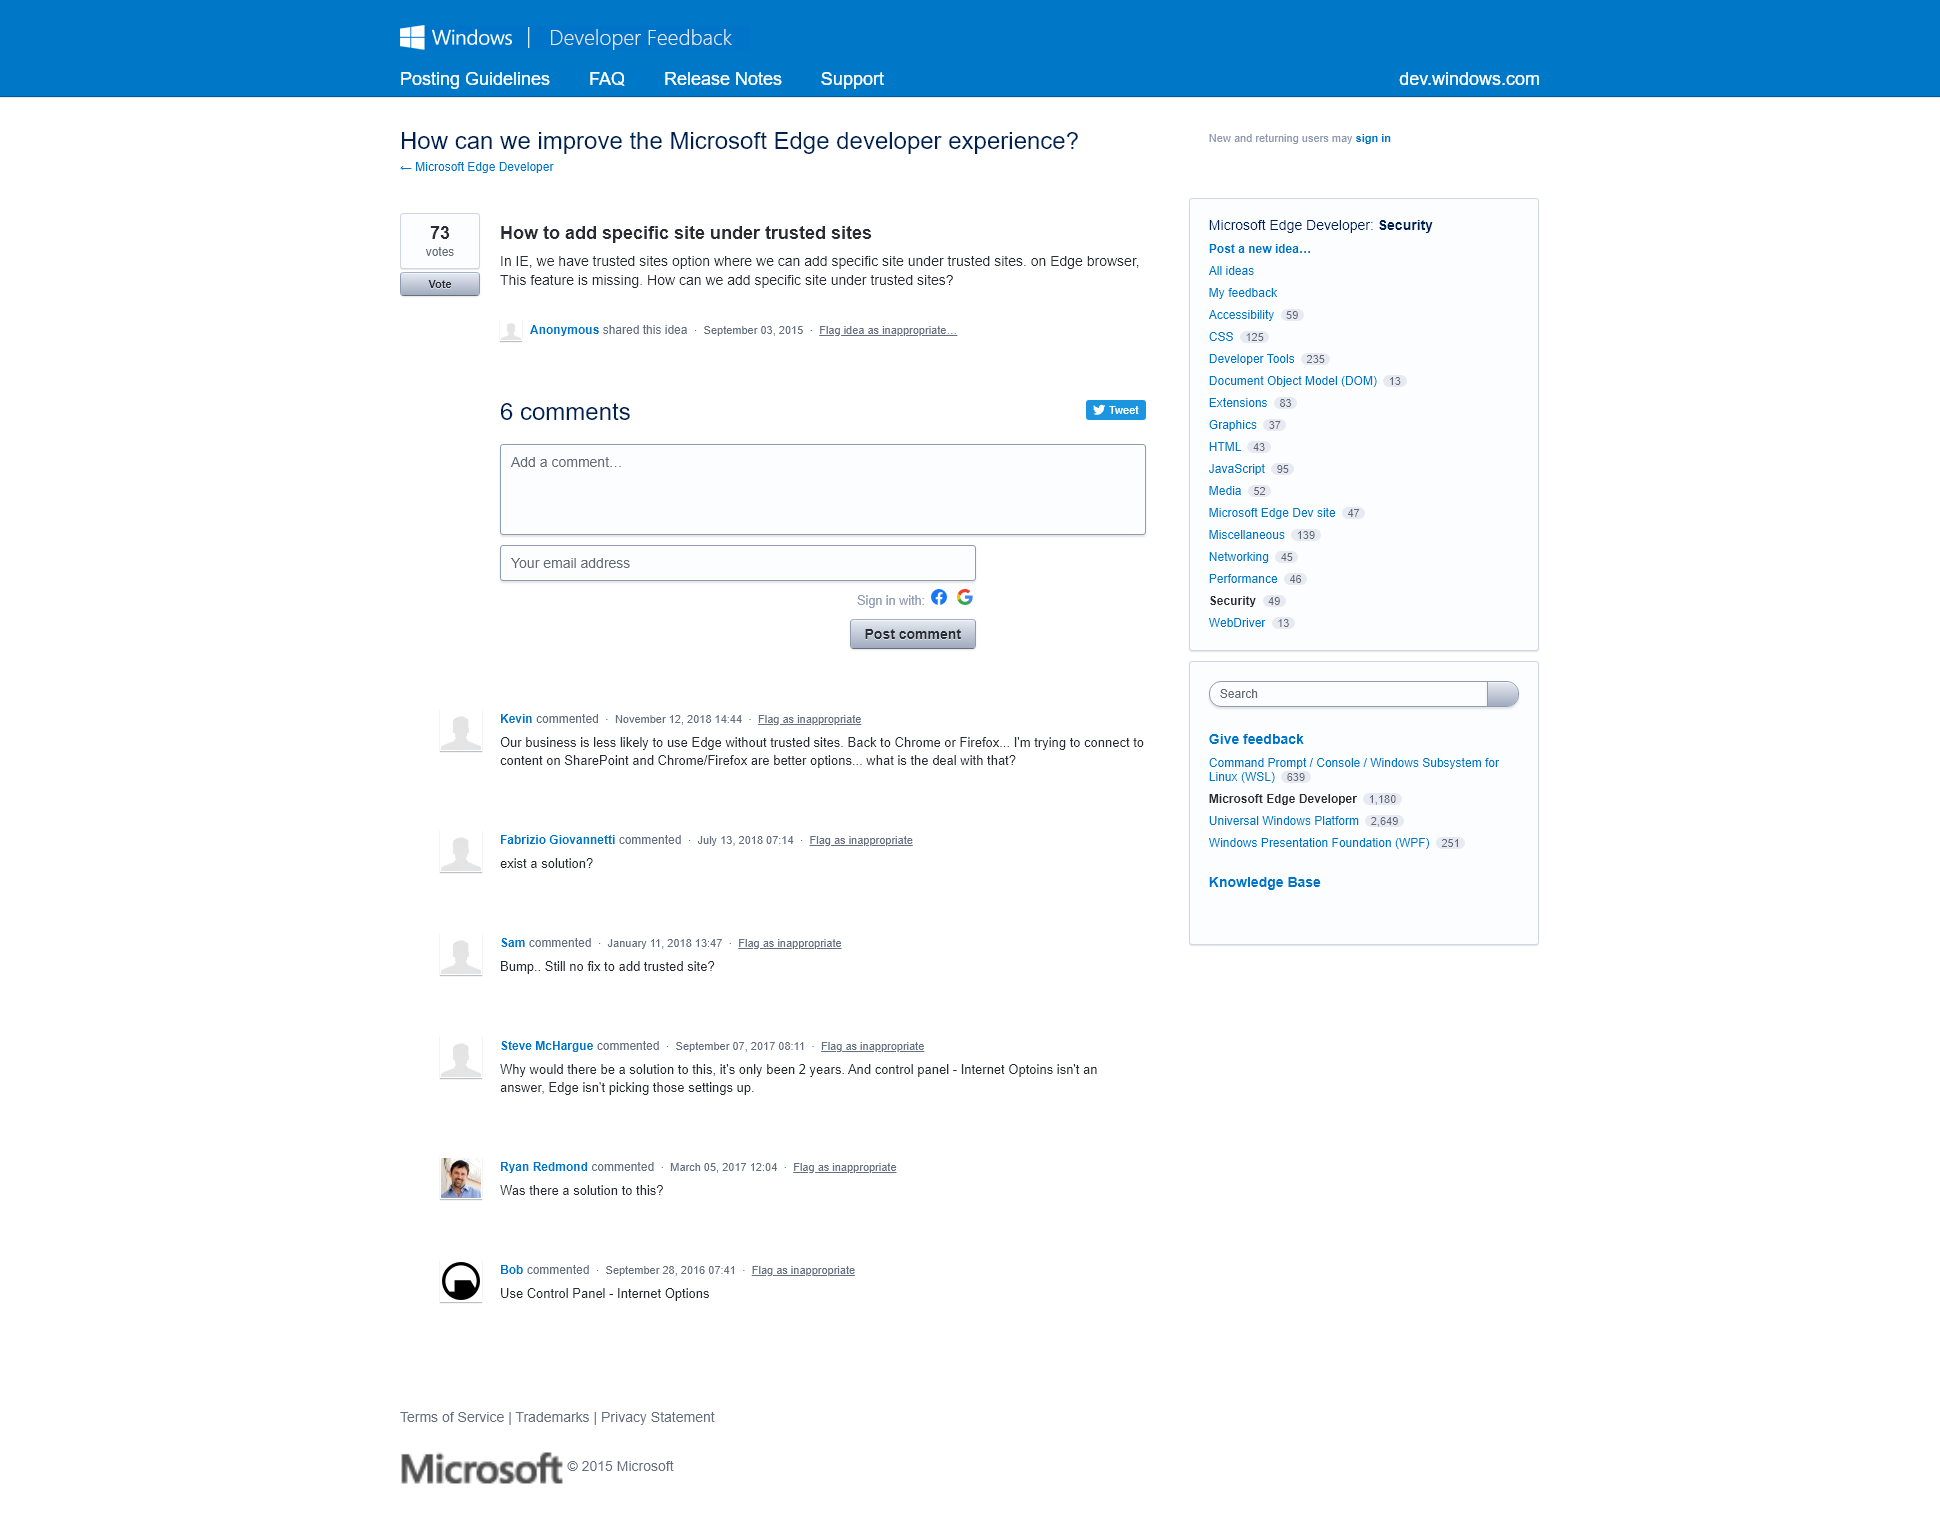 Windows | Developer Feedback
Posting Guidelines FAQ Release Notes Support dev.windows.com
How can we improve the Microsoft Edge developer experience?
← Microsoft Edge Developer
New and returning users may sign in
73
votes
Vote
How to add specific site under trusted sites
In IE, we have trusted sites option where we can add specific site under trusted sites. on Edge browser,
This feature is missing. How can we add specific site under trusted sites?
Anonymous shared this idea · September 03, 2015 · Flag idea as inappropriate…
6 comments
Tweet
Add a comment…
Your email address
Sign in with:
Post comment
Kevin commented · November 12, 2018 14:44 · Flag as inappropriate
Our business is less likely to use Edge without trusted sites. Back to Chrome or Firefox... I'm trying to connect to
content on SharePoint and Chrome/Firefox are better options... what is the deal with that?
Fabrizio Giovannetti commented · July 13, 2018 07:14 · Flag as inappropriate
exist a solution?
Sam commented · January 11, 2018 13:47 · Flag as inappropriate
Bump.. Still no fix to add trusted site?
Steve McHargue commented · September 07, 2017 08:11 · Flag as inappropriate
Why would there be a solution to this, it's only been 2 years. And control panel - Internet Optoins isn't an
answer, Edge isn't picking those settings up.
Ryan Redmond commented · March 05, 2017 12:04 · Flag as inappropriate
Was there a solution to this?
Bob commented · September 28, 2016 07:41 · Flag as inappropriate
Use Control Panel - Internet Options
Microsoft Edge Developer: Security
Post a new idea…
All ideas
My feedback
Accessibility 59
CSS 125
Developer Tools 235
Document Object Model (DOM) 13
Extensions 83
Graphics 37
HTML 43
JavaScript 95
Media 52
Microsoft Edge Dev site 47
Miscellaneous 139
Networking 45
Performance 46
Security 49
WebDriver 13
Search
Give feedback
Command Prompt / Console / Windows Subsystem for
Linux (WSL) 639
Microsoft Edge Developer 1,180
Universal Windows Platform 2,649
Windows Presentation Foundation (WPF) 251
Knowledge Base
Terms of Service | Trademarks | Privacy Statement
Microsoft © 2015 Microsoft